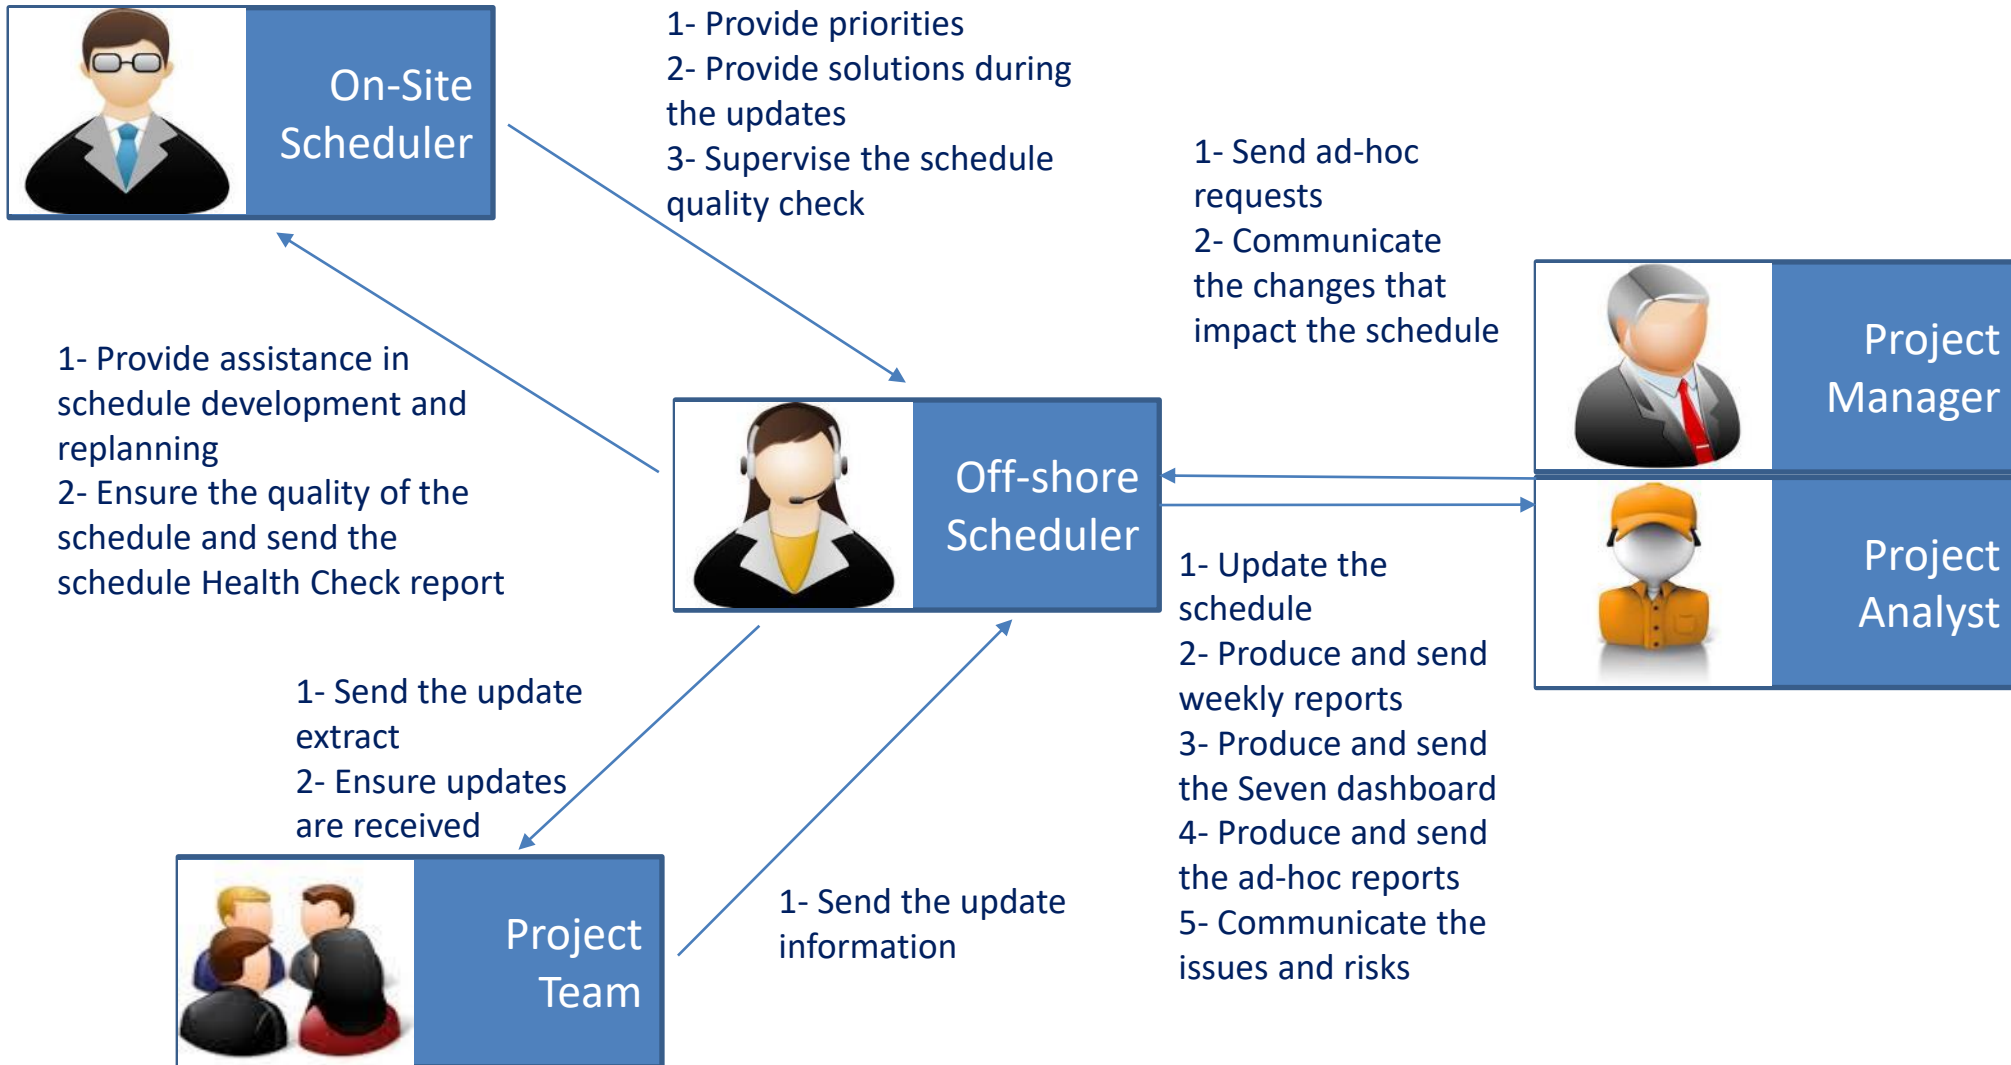 On-Site
Scheduler
1- Provide priorities
2- Provide solutions during
the updates
3- Supervise the schedule
quality check
1- Send ad-hoc
requests
2- Communicate
the changes that
impact the schedule
Project
Manager
1- Provide assistance in
schedule development and
replanning
2- Ensure the quality of the
schedule and send the
schedule Health Check report
Off-shore
Scheduler
Project
Analyst
1- Update the
schedule
2- Produce and send
weekly reports
3- Produce and send
the Seven dashboard
4- Produce and send
the ad-hoc reports
5- Communicate the
issues and risks
1- Send the update
extract
2- Ensure updates
are received
Project
Team
1- Send the update
information